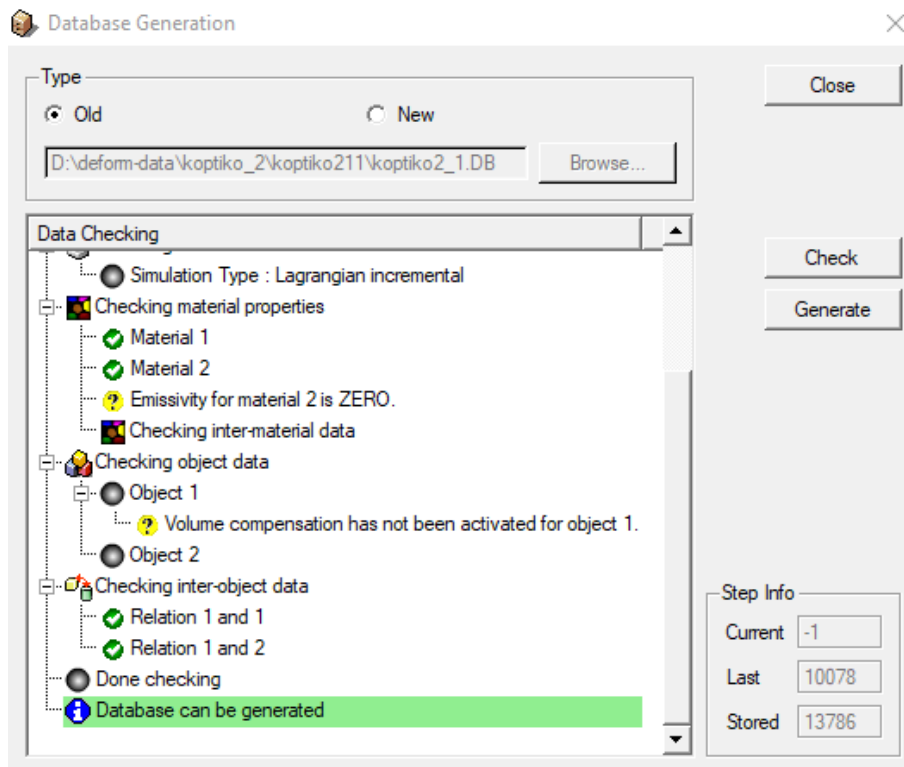 Database Generation
Type
Old
New
D:\deform-data\koptiko_2\koptiko211\koptiko2_1.DB
Browse...
Close
Data Checking
Simulation Type : Lagrangian incremental
Checking material properties
Material 1
Material 2
Emissivity for material 2 is ZERO.
Checking inter-material data
Checking object data
Object 1
Volume compensation has not been activated for object 1.
Object 2
Checking inter-object data
Relation 1 and 1
Relation 1 and 2
Done checking
Database can be generated
Check
Generate
Step Info
Current -1
Last 10078
Stored 13786